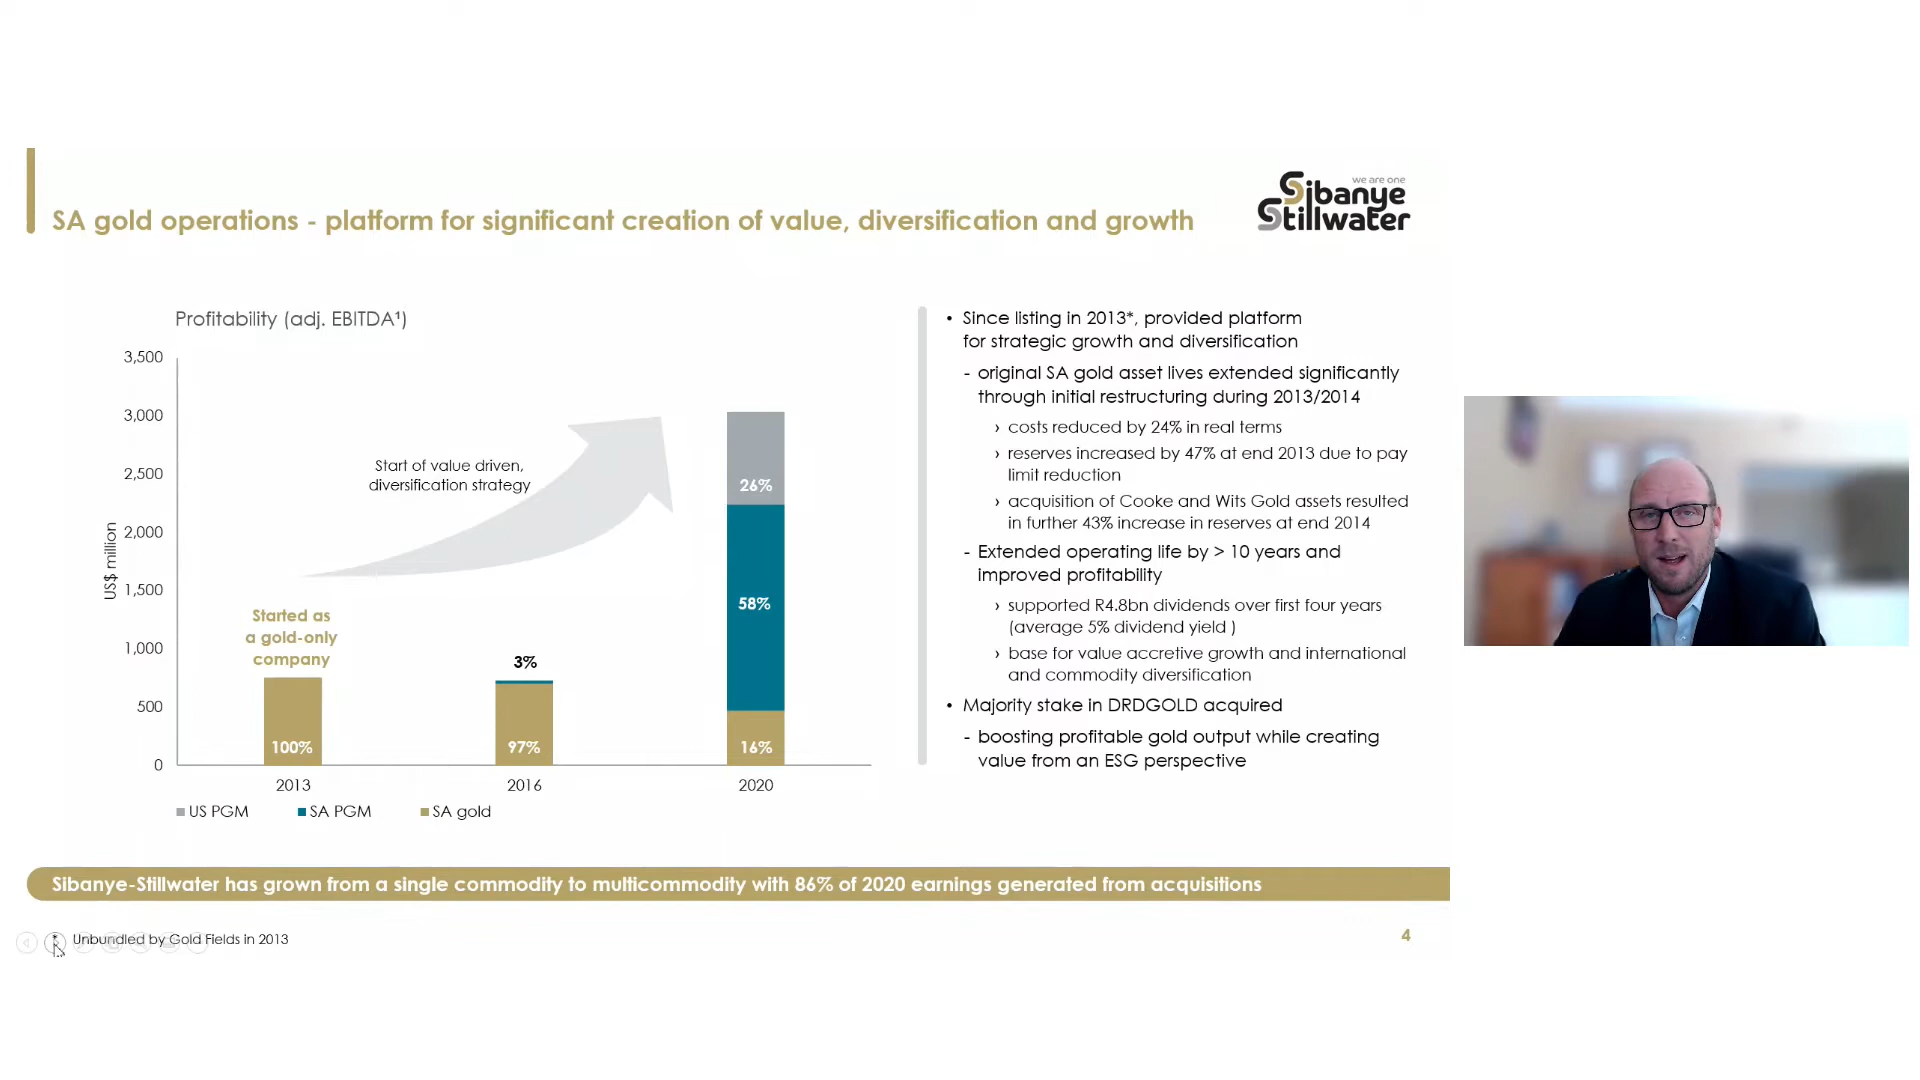 we are one
Sibanye
Stillwater
SA gold operations - platform for significant creation of value, diversification and growth
Profitability (adj. EBITDA¹)
3,500
3,000
2,500
2,000
1,500
1,000
500
0
US$ million
Start of value driven,
diversification strategy
Started as
a gold-only
company
100%
3%
97%
26%
58%
16%
2013
2016
2020
US PGM
SA PGM
SA gold
• Since listing in 2013*, provided platform
for strategic growth and diversification
- original SA gold asset lives extended significantly
through initial restructuring during 2013/2014
› costs reduced by 24% in real terms
› reserves increased by 47% at end 2013 due to pay
limit reduction
› acquisition of Cooke and Wits Gold assets resulted
in further 43% increase in reserves at end 2014
- Extended operating life by > 10 years and
improved profitability
› supported R4.8bn dividends over first four years
(average 5% dividend yield )
› base for value accretive growth and international
and commodity diversification
• Majority stake in DRDGOLD acquired
- boosting profitable gold output while creating
value from an ESG perspective
Sibanye-Stillwater has grown from a single commodity to multicommodity with 86% of 2020 earnings generated from acquisitions
* Unbundled by Gold Fields in 2013
4